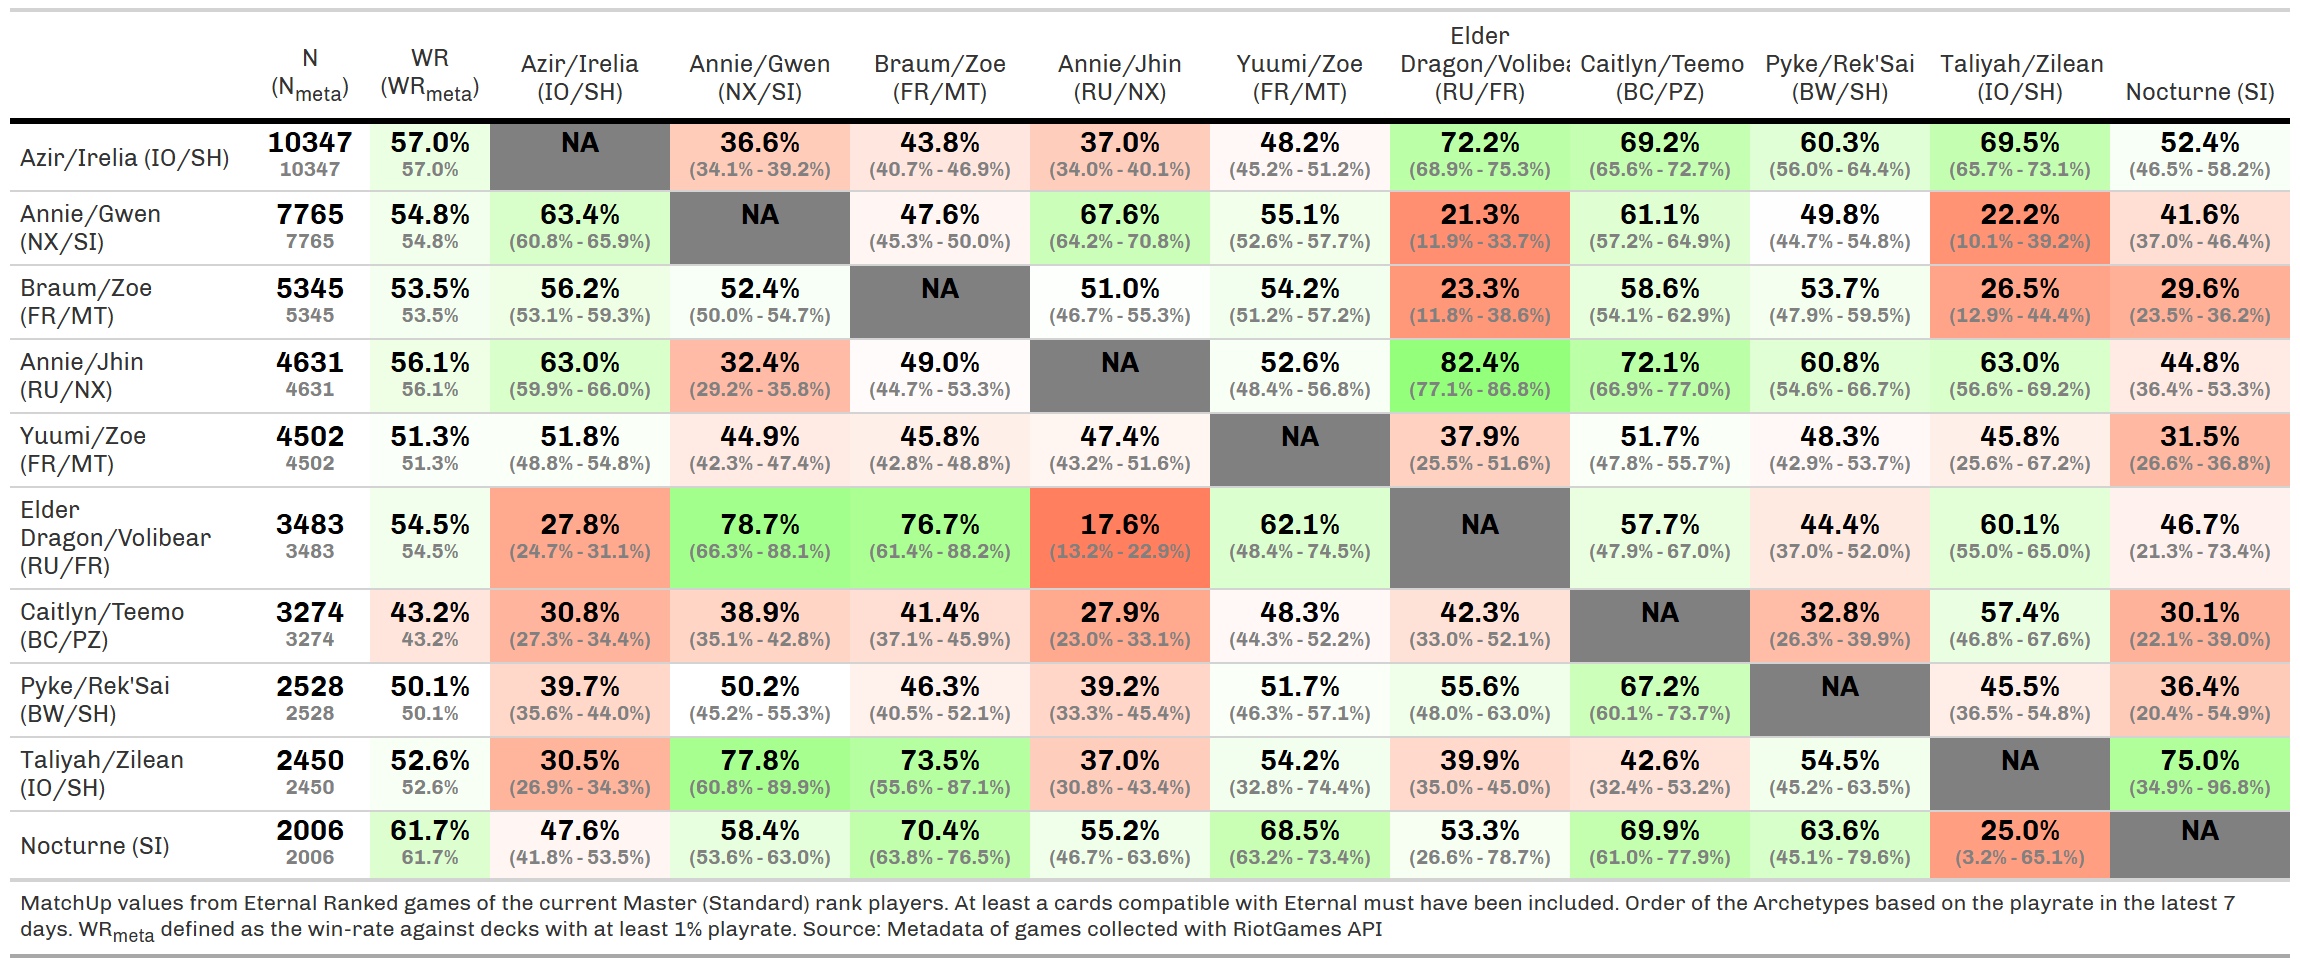 N (Nmeta) WR (WRmeta) Azir/Irelia (IO/SH) Annie/Gwen (NX/SI) Braum/Zoe (FR/MT) Annie/Jhin (RU/NX) Yuumi/Zoe (FR/MT) Elder Dragon/Volibea (RU/FR) Caitlyn/Teemo (BC/PZ) Pyke/Rek'Sai (BW/SH) Taliyah/Zilean (IO/SH) Nocturne (SI)
Azir/Irelia (IO/SH) 10347 57.0% NA 36.6% 43.8% 37.0% 48.2% 72.2% 69.2% 60.3% 69.5% 52.4%
10347 57.0% (34.1% - 39.2%) (40.7% - 46.9%) (34.0% - 40.1%) (45.2% - 51.2%) (68.9% - 75.3%) (65.6% - 72.7%) (56.0% - 64.4%) (65.7% - 73.1%) (46.5% - 58.2%)
Annie/Gwen 7765 54.8% 63.4% NA 47.6% 67.6% 55.1% 21.3% 61.1% 49.8% 22.2% 41.6%
(NX/SI) 7765 54.8% (60.8% - 65.9%) (45.3% - 50.0%) (64.2% - 70.8%) (52.6% - 57.7%) (11.9% - 33.7%) (57.2% - 64.9%) (44.7% - 54.8%) (10.1% - 39.2%) (37.0% - 46.4%)
Braum/Zoe 5345 53.5% 56.2% 52.4% NA 51.0% 54.2% 23.3% 58.6% 53.7% 26.5% 29.6%
(FR/MT) 5345 53.5% (53.1% - 59.3%) (50.0% - 54.7%) (46.7% - 55.3%) (51.2% - 57.2%) (11.8% - 38.6%) (54.1% - 62.9%) (47.9% - 59.5%) (12.9% - 44.4%) (23.5% - 36.2%)
Annie/Jhin 4631 56.1% 63.0% 32.4% 49.0% NA 52.6% 82.4% 72.1% 60.8% 63.0% 44.8%
(RU/NX) 4631 56.1% (59.9% - 66.0%) (29.2% - 35.8%) (44.7% - 53.3%) (48.4% - 56.8%) (77.1% - 86.8%) (66.9% - 77.0%) (54.6% - 66.7%) (56.6% - 69.2%) (36.4% - 53.3%)
Yuumi/Zoe 4502 51.3% 51.8% 44.9% 45.8% 47.4% NA 37.9% 51.7% 48.3% 45.8% 31.5%
(FR/MT) 4502 51.3% (48.8% - 54.8%) (42.3% - 47.4%) (42.8% - 48.8%) (43.2% - 51.6%) (25.5% - 51.6%) (47.8% - 55.7%) (42.9% - 53.7%) (25.6% - 67.2%) (26.6% - 36.8%)
Elder
Dragon/Volibear 3483 54.5% 27.8% 78.7% 76.7% 17.6% 62.1% NA 57.7% 44.4% 60.1% 46.7%
(RU/FR) 3483 54.5% (24.7% - 31.1%) (66.3% - 88.1%) (61.4% - 88.2%) (13.2% - 22.9%) (48.4% - 74.5%) (47.9% - 67.0%) (37.0% - 52.0%) (55.0% - 65.0%) (21.3% - 73.4%)
Caitlyn/Teemo 3274 43.2% 30.8% 38.9% 41.4% 27.9% 48.3% 42.3% NA 32.8% 57.4% 30.1%
(BC/PZ) 3274 43.2% (27.3% - 34.4%) (35.1% - 42.8%) (37.1% - 45.9%) (23.0% - 33.1%) (44.3% - 52.2%) (33.0% - 52.1%) (26.3% - 39.9%) (46.8% - 67.6%) (22.1% - 39.0%)
Pyke/Rek'Sai 2528 50.1% 39.7% 50.2% 46.3% 39.2% 51.7% 55.6% 67.2% NA 45.5% 36.4%
(BW/SH) 2528 50.1% (35.6% - 44.0%) (45.2% - 55.3%) (40.5% - 52.1%) (33.3% - 45.4%) (46.3% - 57.1%) (48.0% - 63.0%) (60.1% - 73.7%) (36.5% - 54.8%) (20.4% - 54.9%)
Taliyah/Zilean 2450 52.6% 30.5% 77.8% 73.5% 37.0% 54.2% 39.9% 42.6% 54.5% NA 75.0%
(IO/SH) 2450 52.6% (26.9% - 34.3%) (60.8% - 89.9%) (55.6% - 87.1%) (30.8% - 43.4%) (32.8% - 74.4%) (35.0% - 45.0%) (32.4% - 53.2%) (45.2% - 63.5%) (34.9% - 96.8%)
Nocturne (SI) 2006 61.7% 47.6% 58.4% 70.4% 55.2% 68.5% 53.3% 69.9% 63.6% 25.0% NA
2006 61.7% (41.8% - 53.5%) (53.6% - 63.0%) (63.8% - 76.5%) (46.7% - 63.6%) (63.2% - 73.4%) (26.6% - 78.7%) (61.0% - 77.9%) (45.1% - 79.6%) (3.2% - 65.1%)
MatchUp values from Eternal Ranked games of the current Master (Standard) rank players. At least a cards compatible with Eternal must have been included. Order of the Archetypes based on the playrate in the latest 7
days. WRmeta defined as the win-rate against decks with at least 1% playrate. Source: Metadata of games collected with RiotGames API